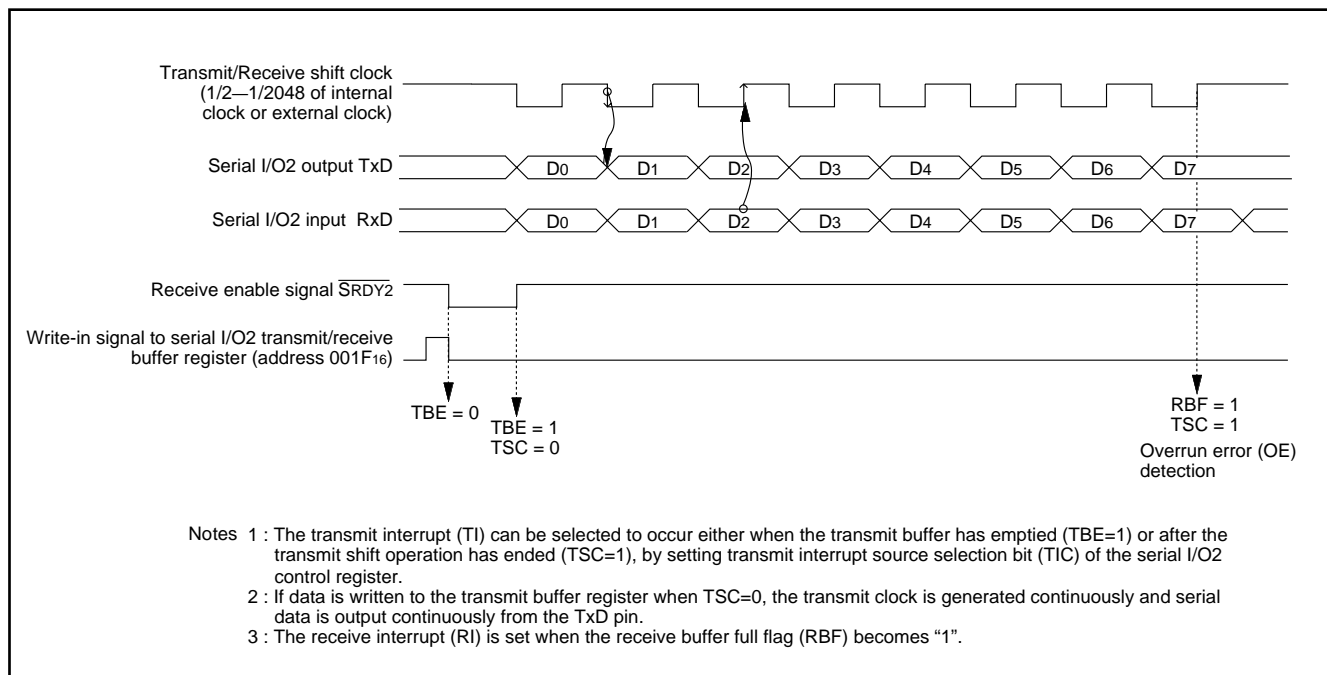 Transmit/Receive shift clock
(1/2—1/2048 of internal
clock or external clock)
Serial I/O2 output TxD
D0 D1 D2 D3 D4 D5 D6 D7
Serial I/O2 input RxD
D0 D1 D2 D3 D4 D5 D6 D7
Receive enable signal SRDY2
Write-in signal to serial I/O2 transmit/receive
buffer register (address 001F16)
TBE = 0
TBE = 1
TSC = 0
RBF = 1
TSC = 1
Overrun error (OE)
detection
Notes 1 : The transmit interrupt (TI) can be selected to occur either when the transmit buffer has emptied (TBE=1) or after the
transmit shift operation has ended (TSC=1), by setting transmit interrupt source selection bit (TIC) of the serial I/O2
control register.
2 : If data is written to the transmit buffer register when TSC=0, the transmit clock is generated continuously and serial
data is output continuously from the TxD pin.
3 : The receive interrupt (RI) is set when the receive buffer full flag (RBF) becomes “1”.